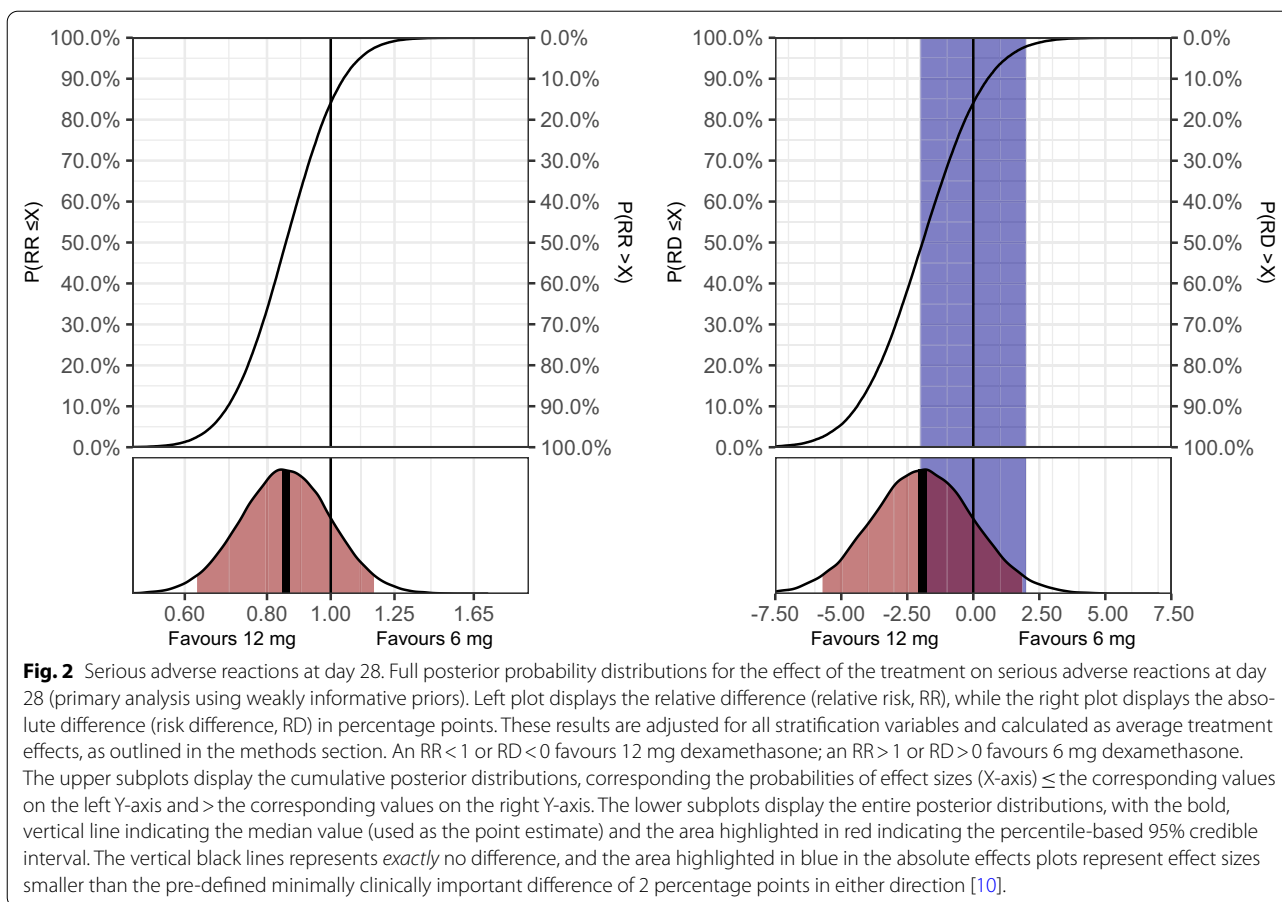 100.0%
90.0%
80.0%
70.0%
60.0%
50.0%
40.0%
30.0%
20.0%
10.0%
0.0%
P(RR ≤X)
0.0%
10.0%
20.0%
30.0%
40.0%
50.0%
60.0%
70.0%
80.0%
90.0%
100.0%
P(RR >X)
0.60 0.80 1.00 1.25 1.65
Favours 12 mg Favours 6 mg
100.0%
90.0%
80.0%
70.0%
60.0%
50.0%
40.0%
30.0%
20.0%
10.0%
0.0%
P(RD ≤X)
0.0%
10.0%
20.0%
30.0%
40.0%
50.0%
60.0%
70.0%
80.0%
90.0%
100.0%
P(RD >X)
-7.50 -5.00 -2.50 0.00 2.50 5.00 7.50
Favours 12 mg Favours 6 mg
Fig. 2 Serious adverse reactions at day 28. Full posterior probability distributions for the effect of the treatment on serious adverse reactions at day
28 (primary analysis using weakly informative priors). Left plot displays the relative difference (relative risk, RR), while the right plot displays the abso-
lute difference (risk difference, RD) in percentage points. These results are adjusted for all stratification variables and calculated as average treatment
effects, as outlined in the methods section. An RR < 1 or RD < 0 favours 12 mg dexamethasone; an RR > 1 or RD > 0 favours 6 mg dexamethasone.
The upper subplots display the cumulative posterior distributions, corresponding the probabilities of effect sizes (X-axis) ≤ the corresponding values
on the left Y-axis and > the corresponding values on the right Y-axis. The lower subplots display the entire posterior distributions, with the bold,
vertical line indicating the median value (used as the point estimate) and the area highlighted in red indicating the percentile-based 95% credible
interval. The vertical black lines represents exactly no difference, and the area highlighted in blue in the absolute effects plots represent effect sizes
smaller than the pre-defined minimally clinically important difference of 2 percentage points in either direction [10].